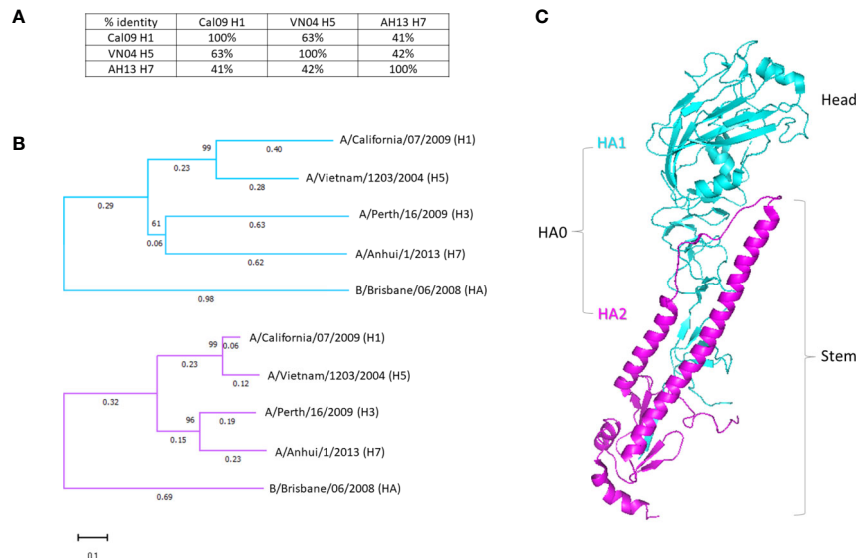 A
% identity Cal09 H1 VN04 H5 AH13 H7
Cal09 H1 100% 63% 41%
VN04 H5 63% 100% 42%
AH13 H7 41% 42% 100%
B
A/California/07/2009 (H1)
99
0.40
0.23
A/Vietnam/1203/2004 (H5)
0.28
0.29
A/Perth/16/2009 (H3)
61
0.63
0.06
A/Anhui/1/2013 (H7)
0.62
B/Brisbane/06/2008 (HA)
0.98
A/California/07/2009 (H1)
99
0.06
0.23
A/Vietnam/1203/2004 (H5)
0.12
0.32
A/Perth/16/2009 (H3)
96
0.19
0.15
A/Anhui/1/2013 (H7)
0.23
B/Brisbane/06/2008 (HA)
0.69
0.1
C
Head
HA1
HA0
HA2
Stem